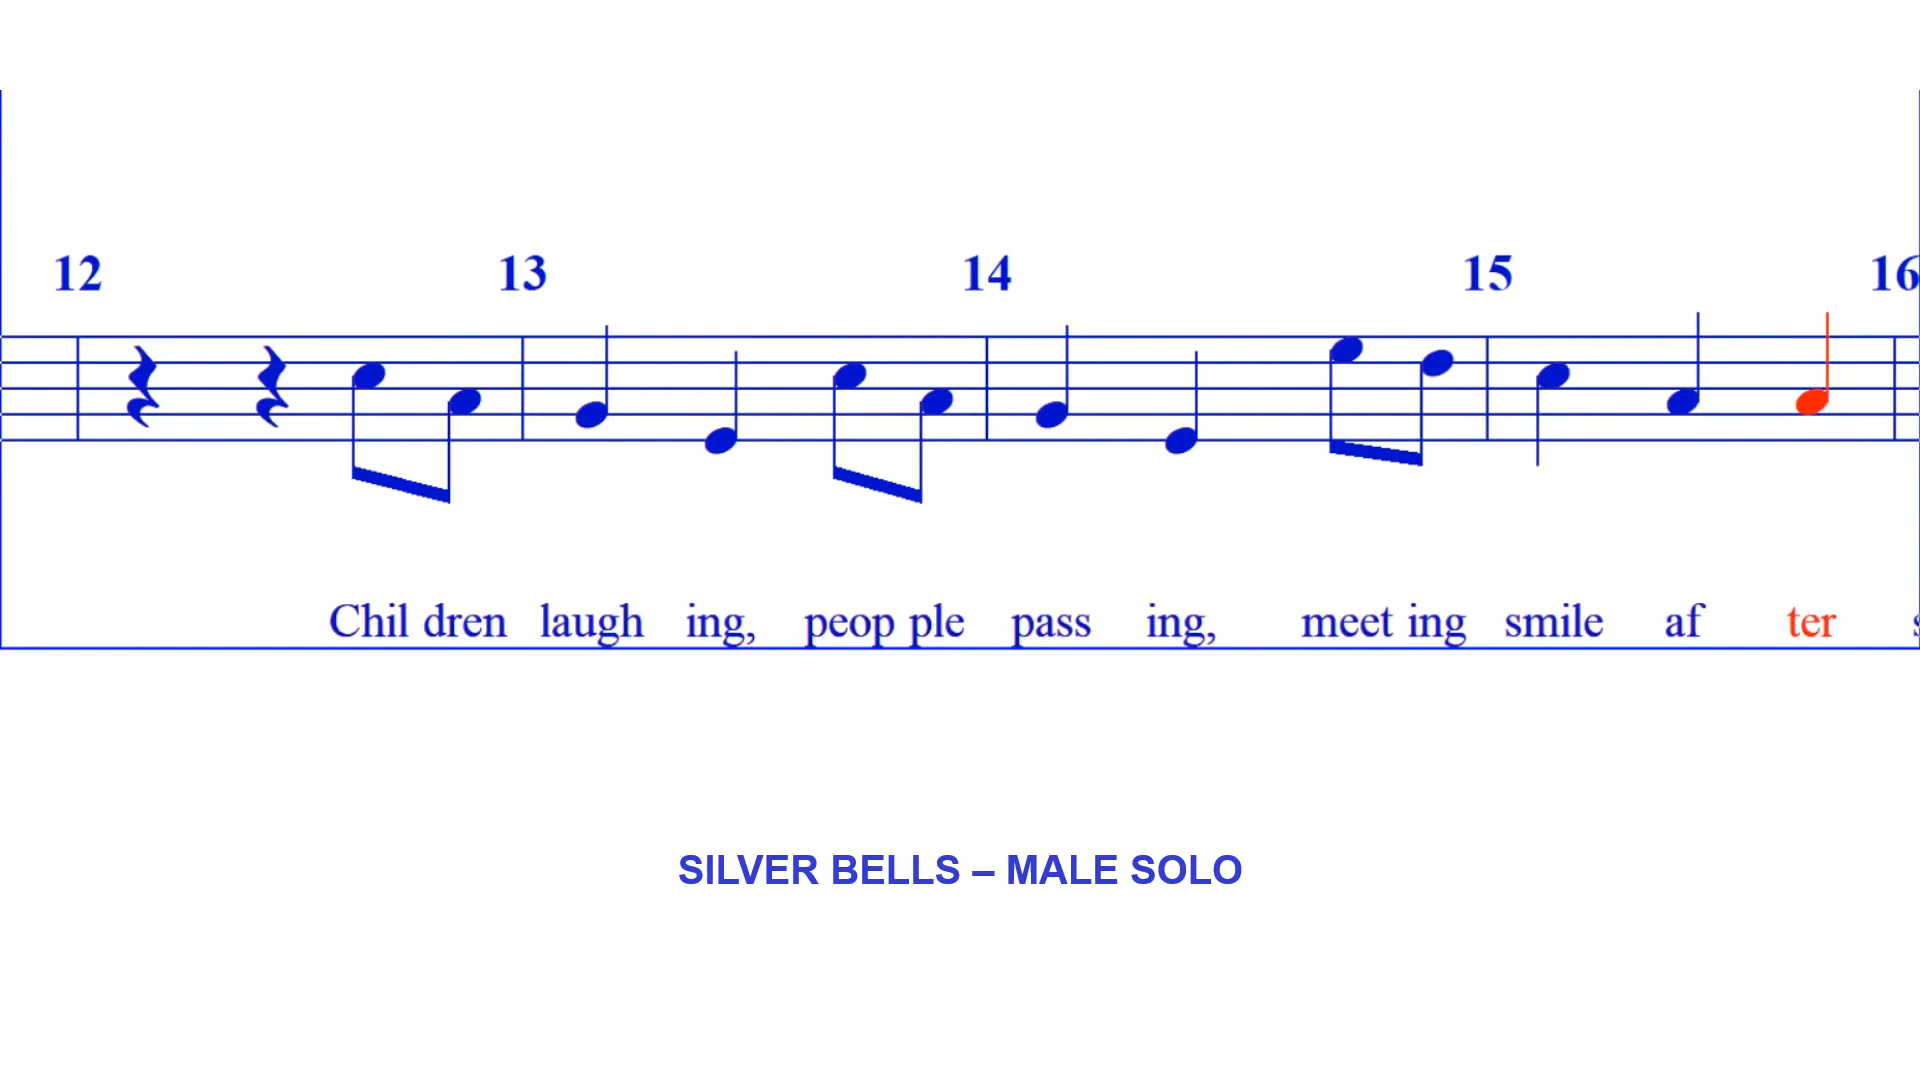 12 13 14 15 16
Chil dren laugh ing, peop ple pass ing, meet ing smile af ter
SILVER BELLS – MALE SOLO